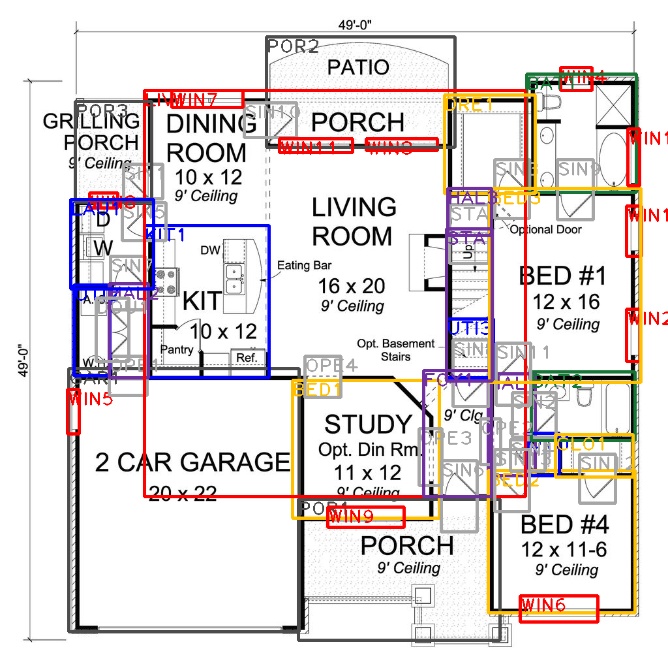 49'-0"
POR2
PATIO
WIN4
BA
POR3
LIV
WIN7
DRE1
GRILLING
PORCH
9' Ceiling
DINING
ROOM
10 x 12
9' Ceiling
SIN10
PORCH
WIN11
WIN8
WIN1
SIN
SIN9
LIVING
ROOM
16 x 20
9' Ceiling
HAL3
STA
STA
BED3
Optional Door
WIN1
LAU1
D
W
SIN5
KIT1
DW
Eating Bar
Up
BED #1
12 x 16
9' Ceiling
SIN7
HAL2
KIT
10 x 12
Pantry
Ref.
UTI3
WIN2
Opt. Basement
Stairs
SIN11
OPE4
CAR1
BED1
WIN5
9' Clg
STUDY
Opt. Din Rm.
11 x 12
9' Ceiling
OPE3
OPE2
CLO1
SIN6
SIN
2 CAR GARAGE
20 x 22
POR1
WIN9
BED2
PORCH
9' Ceiling
BED #4
12 x 11-6
9' Ceiling
WIN6
49'-0"